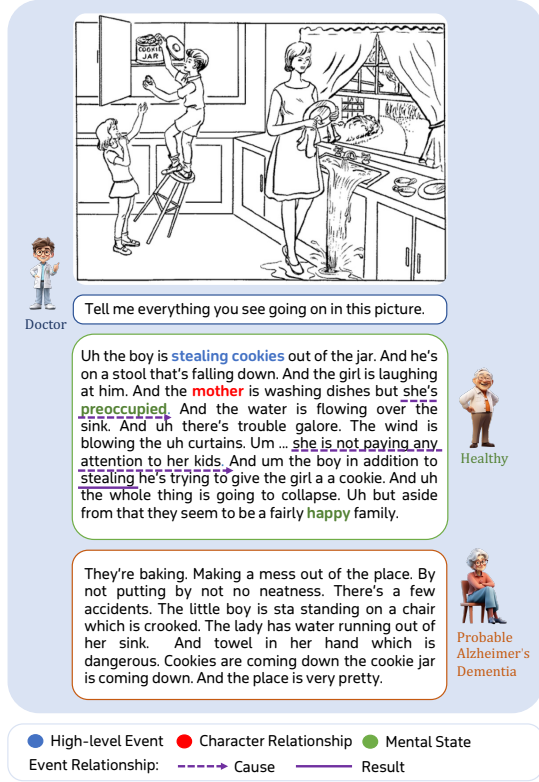 COOKIE
JAR
Doctor
Tell me everything you see going on in this picture.
Uh the boy is stealing cookies out of the jar. And he's
on a stool that's falling down. And the girl is laughing
at him. And the mother is washing dishes but she's
preoccupied. And the water is flowing over the
sink. And uh there's trouble galore. The wind is
blowing the uh curtains. Um ... she is not paying any
attention to her kids. And um the boy in addition to
stealing he's trying to give the girl a a cookie. And uh
the whole thing is going to collapse. Uh but aside
from that they seem to be a fairly happy family.
Healthy
They're baking. Making a mess out of the place. By
not putting by not no neatness. There's a few
accidents. The little boy is sta standing on a chair
which is crooked. The lady has water running out of
her sink. And towel in her hand which is
dangerous. Cookies are coming down the cookie jar
is coming down. And the place is very pretty.
Probable
Alzheimer's
Dementia
High-level Event Character Relationship Mental State
Event Relationship: Cause Result